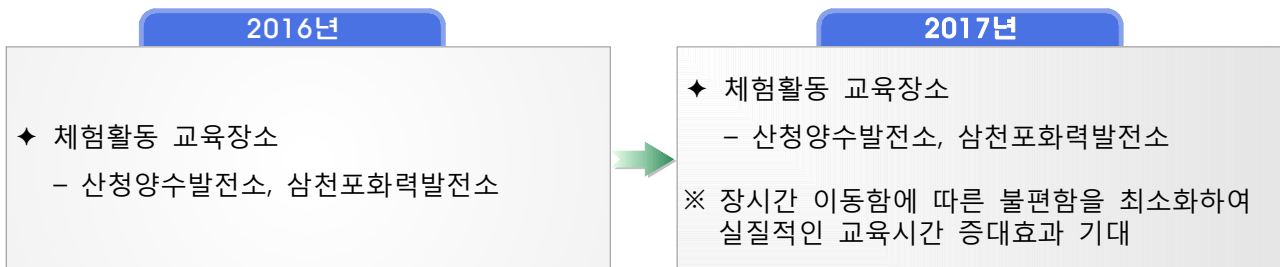 2016년
✦ 체험활동 교육장소
– 산청양수발전소, 삼천포화력발전소
2017년
✦ 체험활동 교육장소
– 산청양수발전소, 삼천포화력발전소
※ 장시간 이동함에 따른 불편함을 최소화하여
실질적인 교육시간 증대효과 기대